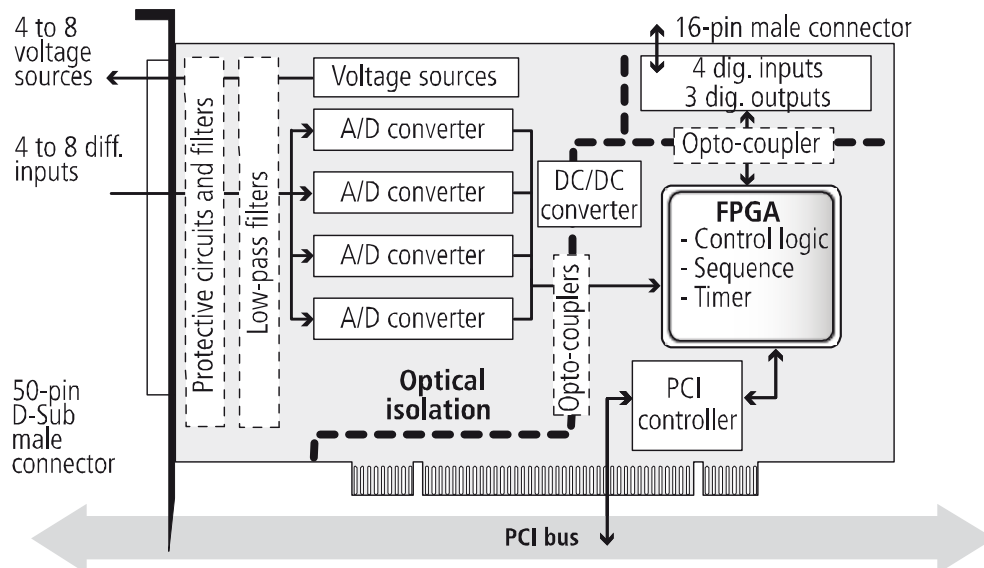 4 to 8
voltage
sources
4 to 8 diff.
inputs
50-pin
D-Sub
male
connector
Protective circuits and filters
Low-pass filters
Voltage sources
A/D converter
A/D converter
A/D converter
A/D converter
Optical
isolation
DC/DC
converter
Opto-couplers
16-pin male connector
4 dig. inputs
3 dig. outputs
Opto-coupler
FPGA
- Control logic
- Sequence
- Timer
PCI
controller
PCI bus